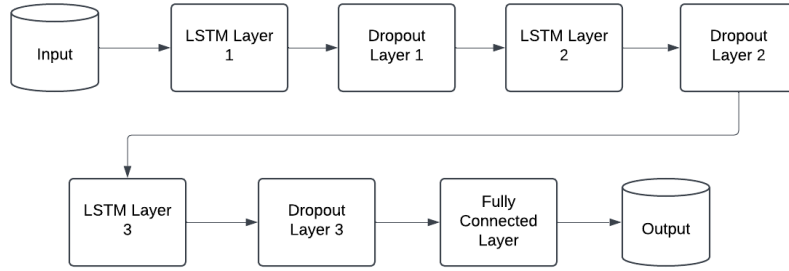 Input
LSTM Layer
1
Dropout
Layer 1
LSTM Layer
2
Dropout
Layer 2
LSTM Layer
3
Dropout
Layer 3
Fully
Connected
Layer
Output